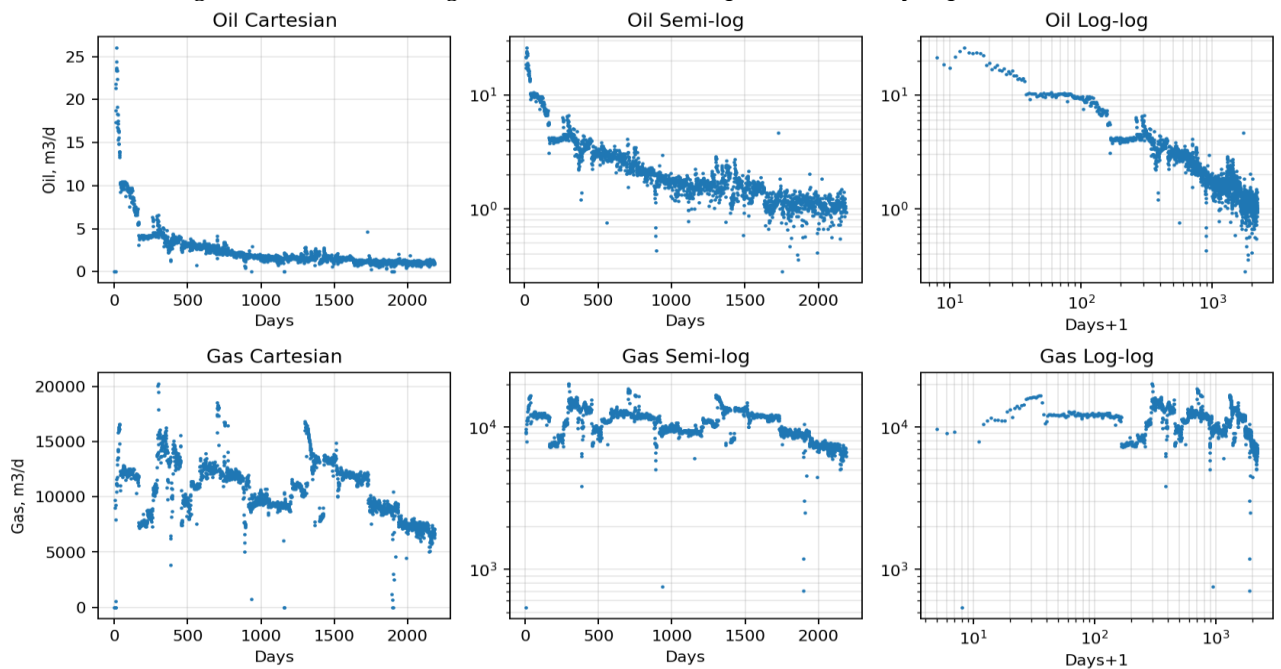 Oil Cartesian
Oil Semi-log
Oil Log-log
Oil, m3/d
25
20
15
10
5
0
10¹
10⁰
10¹
10⁰
0 500 1000 1500 2000
0 500 1000 1500 2000
10¹ 10² 10³
Days
Days
Days+1
Gas Cartesian
Gas Semi-log
Gas Log-log
Gas, m3/d
20000
15000
10000
5000
0
10⁴
10³
10⁴
10³
0 500 1000 1500 2000
0 500 1000 1500 2000
10¹ 10² 10³
Days
Days
Days+1